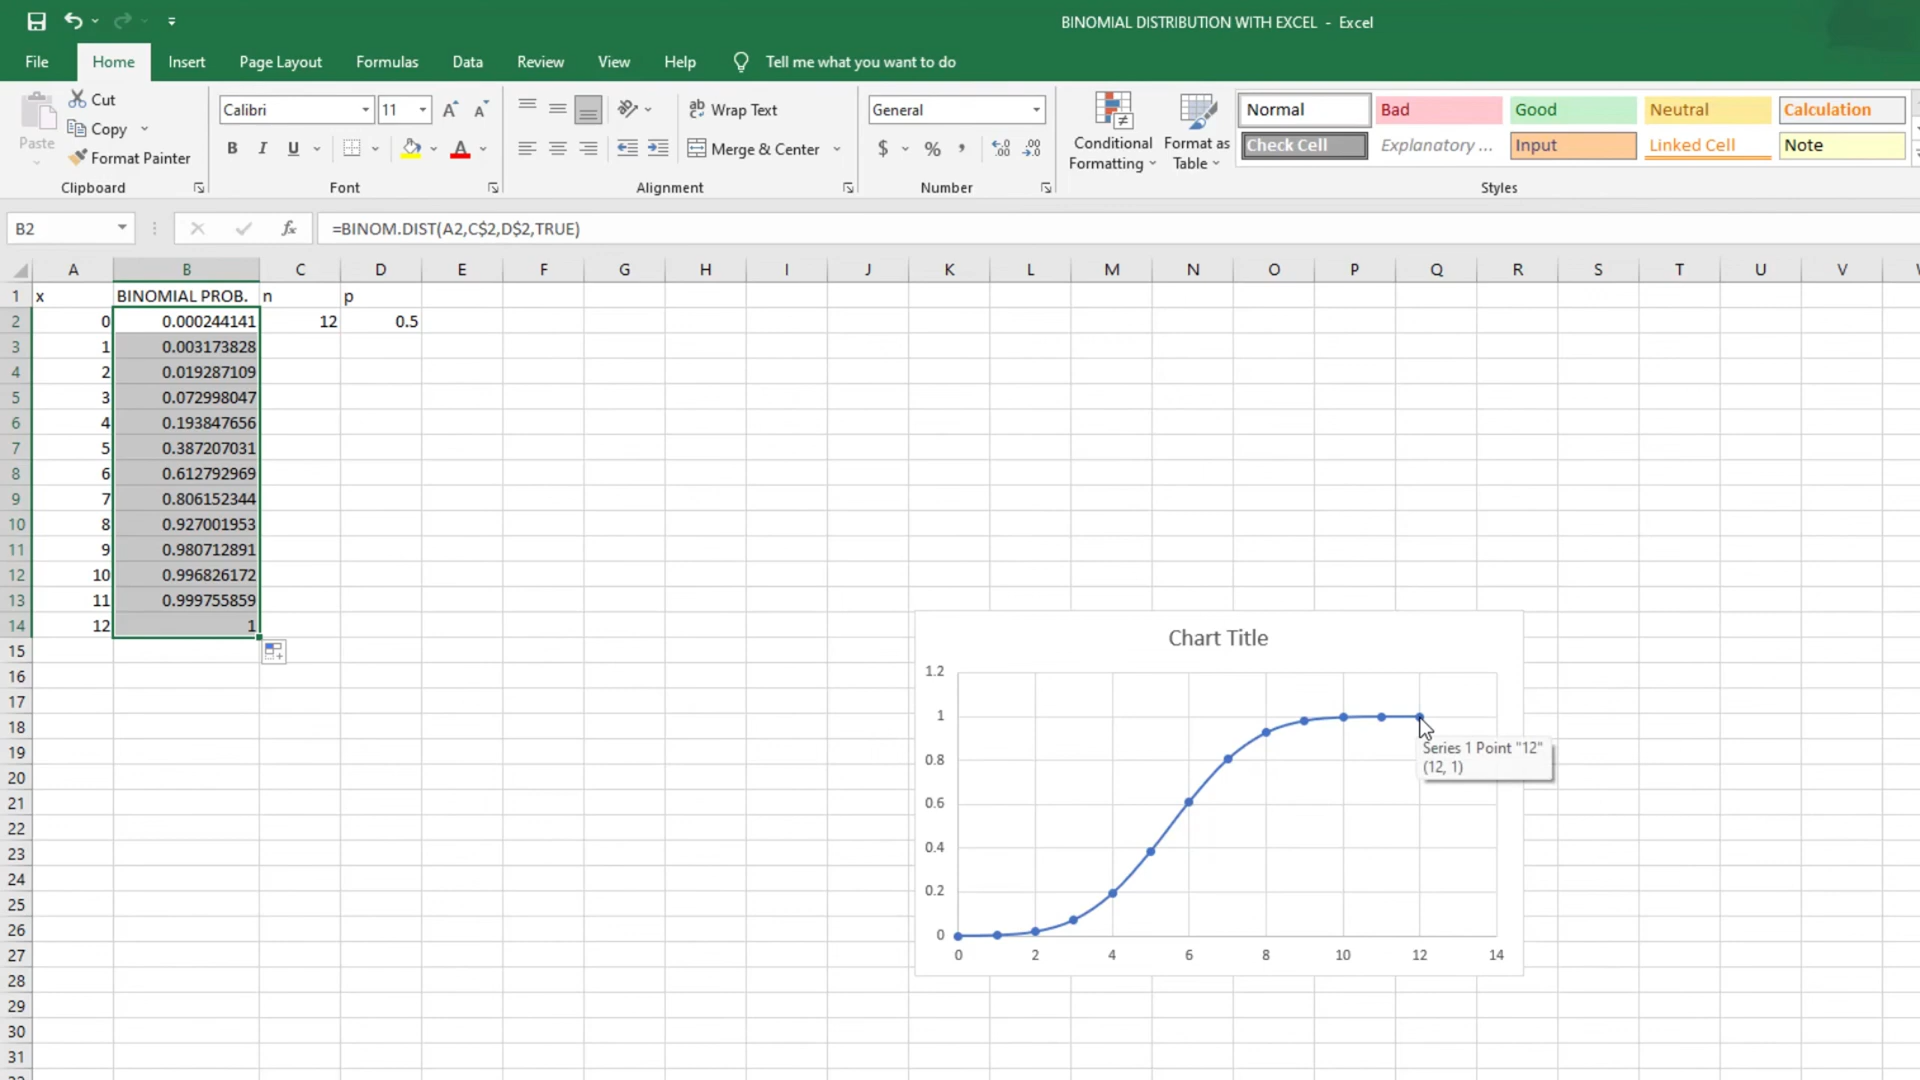 BINOMIAL DISTRIBUTION WITH EXCEL - Excel
File Home Insert Page Layout Formulas Data Review View Help Tell me what you want to do
Paste
Cut
Copy
Format Painter
Clipboard
Calibri 11
B I U A
Font
ab Wrap Text
Merge & Center
Alignment
General
$ % ,
Number
Conditional Formatting
Format as Table
Normal Bad Good Neutral Calculation
Check Cell Explanatory ... Input Linked Cell Note
Styles
B2 fx =BINOM.DIST(A2,C$2,D$2,TRUE)
A B C D E F G H I J K L M N O P Q R S T U V
1 x BINOMIAL PROB. n p
2 0 0.000244141 12 0.5
3 1 0.003173828
4 2 0.019287109
5 3 0.072998047
6 4 0.193847656
7 5 0.387207031
8 6 0.612792969
9 7 0.806152344
10 8 0.927001953
11 9 0.980712891
12 10 0.996826172
13 11 0.999755859
14 12 1
15
16
17
18
19
20
21
22
23
24
25
26
27
28
29
30
31
Chart Title
1.2
1
0.8
0.6
0.4
0.2
0
0 2 4 6 8 10 12 14
Series 1 Point "12"
(12, 1)